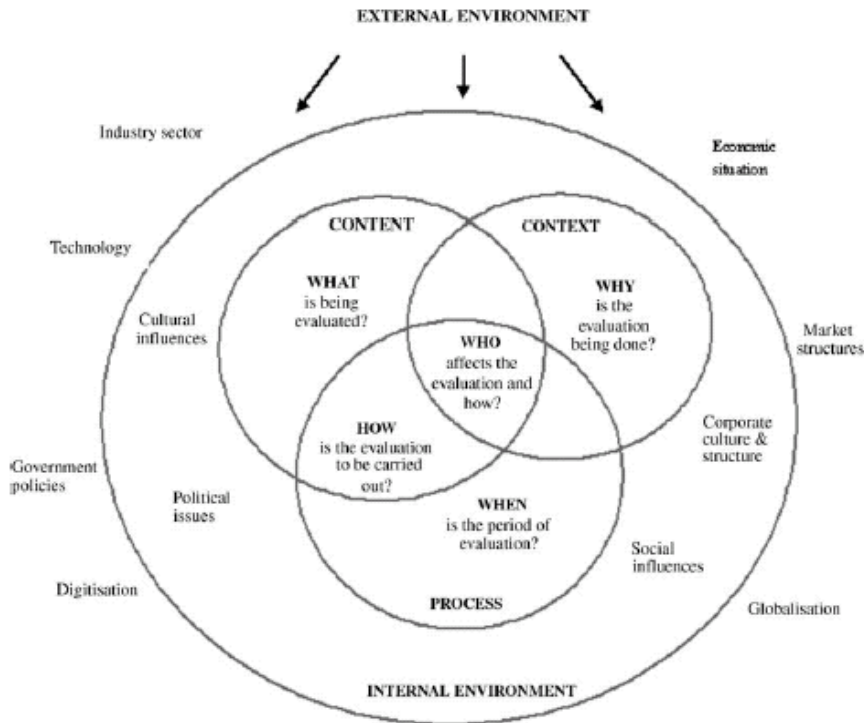 EXTERNAL ENVIRONMENT
Industry sector
Economic
situation
CONTENT
CONTEXT
Technology
WHAT
is being
evaluated?
WHY
is the
evaluation
being done?
Cultural
influences
Market
structures
WHO
affects the
evaluation and
how?
HOW
is the evaluation
to be carried
out?
Corporate
culture &
structure
Government
policies
Political
issues
WHEN
is the period of
evaluation?
Social
influences
Digitisation
PROCESS
Globalisation
INTERNAL ENVIRONMENT